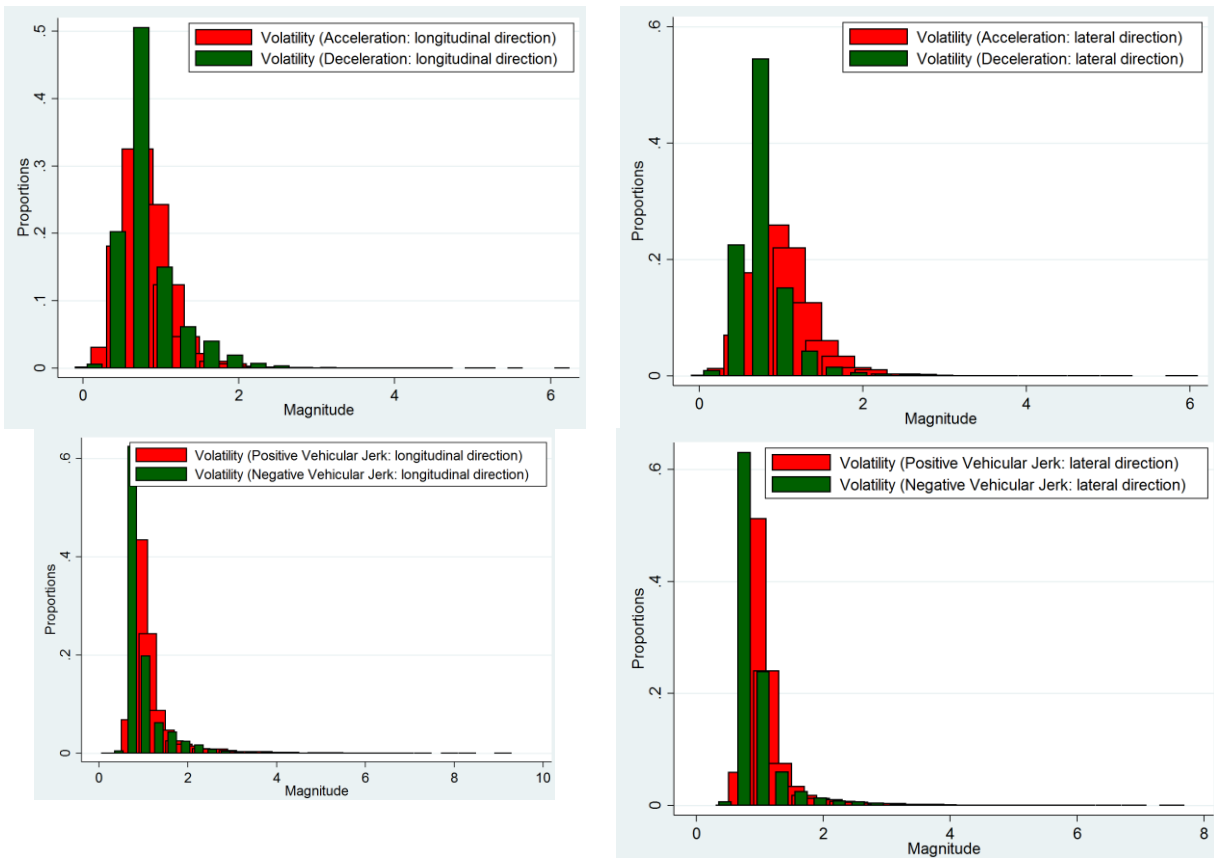 Volatility (Acceleration: longitudinal direction)
Volatility (Deceleration: longitudinal direction)
Proportions
.5
.4
.3
.2
.1
0
0 2 4 6
Magnitude
Volatility (Acceleration: lateral direction)
Volatility (Deceleration: lateral direction)
Proportions
.6
.4
.2
0
0 2 4 6
Magnitude
Volatility (Positive Vehicular Jerk: longitudinal direction)
Volatility (Negative Vehicular Jerk: longitudinal direction)
Proportions
.6
.4
.2
0
0 2 4 6 8 10
Magnitude
Volatility (Positive Vehicular Jerk: lateral direction)
Volatility (Negative Vehicular Jerk: lateral direction)
Proportions
.6
.4
.2
0
0 2 4 6 8
Magnitude